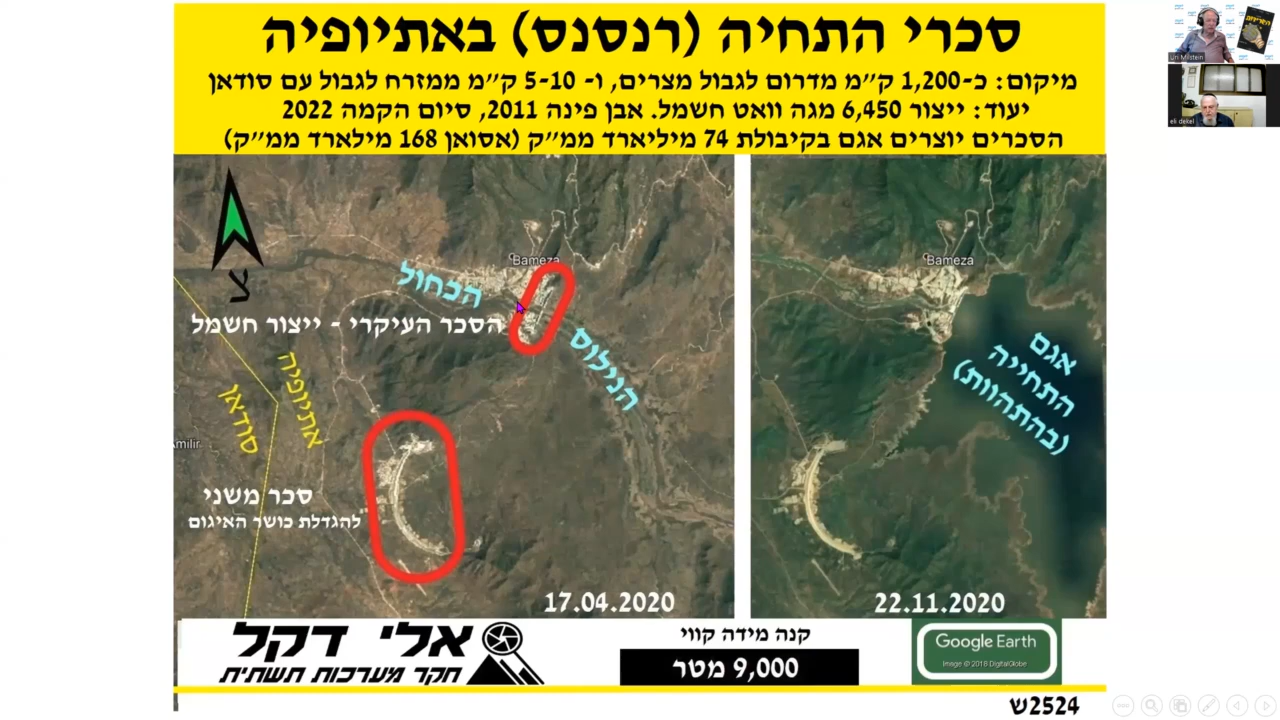 סכרי התחיה (רנסנס) באתיופיה
מיקום: כ-1,200 ק״מ מדרום לגבול מצרים, ו- 5-10 ק״מ ממזרח לגבול עם סודאן
יעוד: ייצור 6,450 מגה וואט חשמל. אבן פינה 2011, סיום הקמה 2022
הסכרים יוצרים אגם בקיבולת 74 מיליארד ממ״ק (אסואן 168 מילארד ממ״ק)
Uri Milstein
eli dekel
צ
Bameza
הכחול
הנילוס
הסכר העיקרי - ייצור חשמל
אתיופיה
סודאן
Amilir
סכר משני
להגדלת כושר האיגום
17.04.2020
Bameza
אגם
התחייה
(בהתהוות)
22.11.2020
אלי דקל
חקר מערכות תשתית
קנה מידה קווי
9,000 מטר
Google Earth
Image © 2016 DigitalGlobe
2524ש